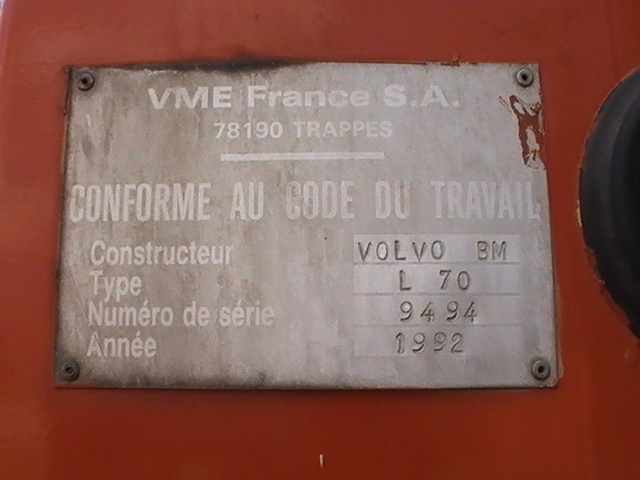 VME France S.A.
78190 TRAPPES
CONFORME AU CODE DU TRAVAIL
Constructeur VOLVO BM
Type L 70
Numéro de série 9494
Année 1992